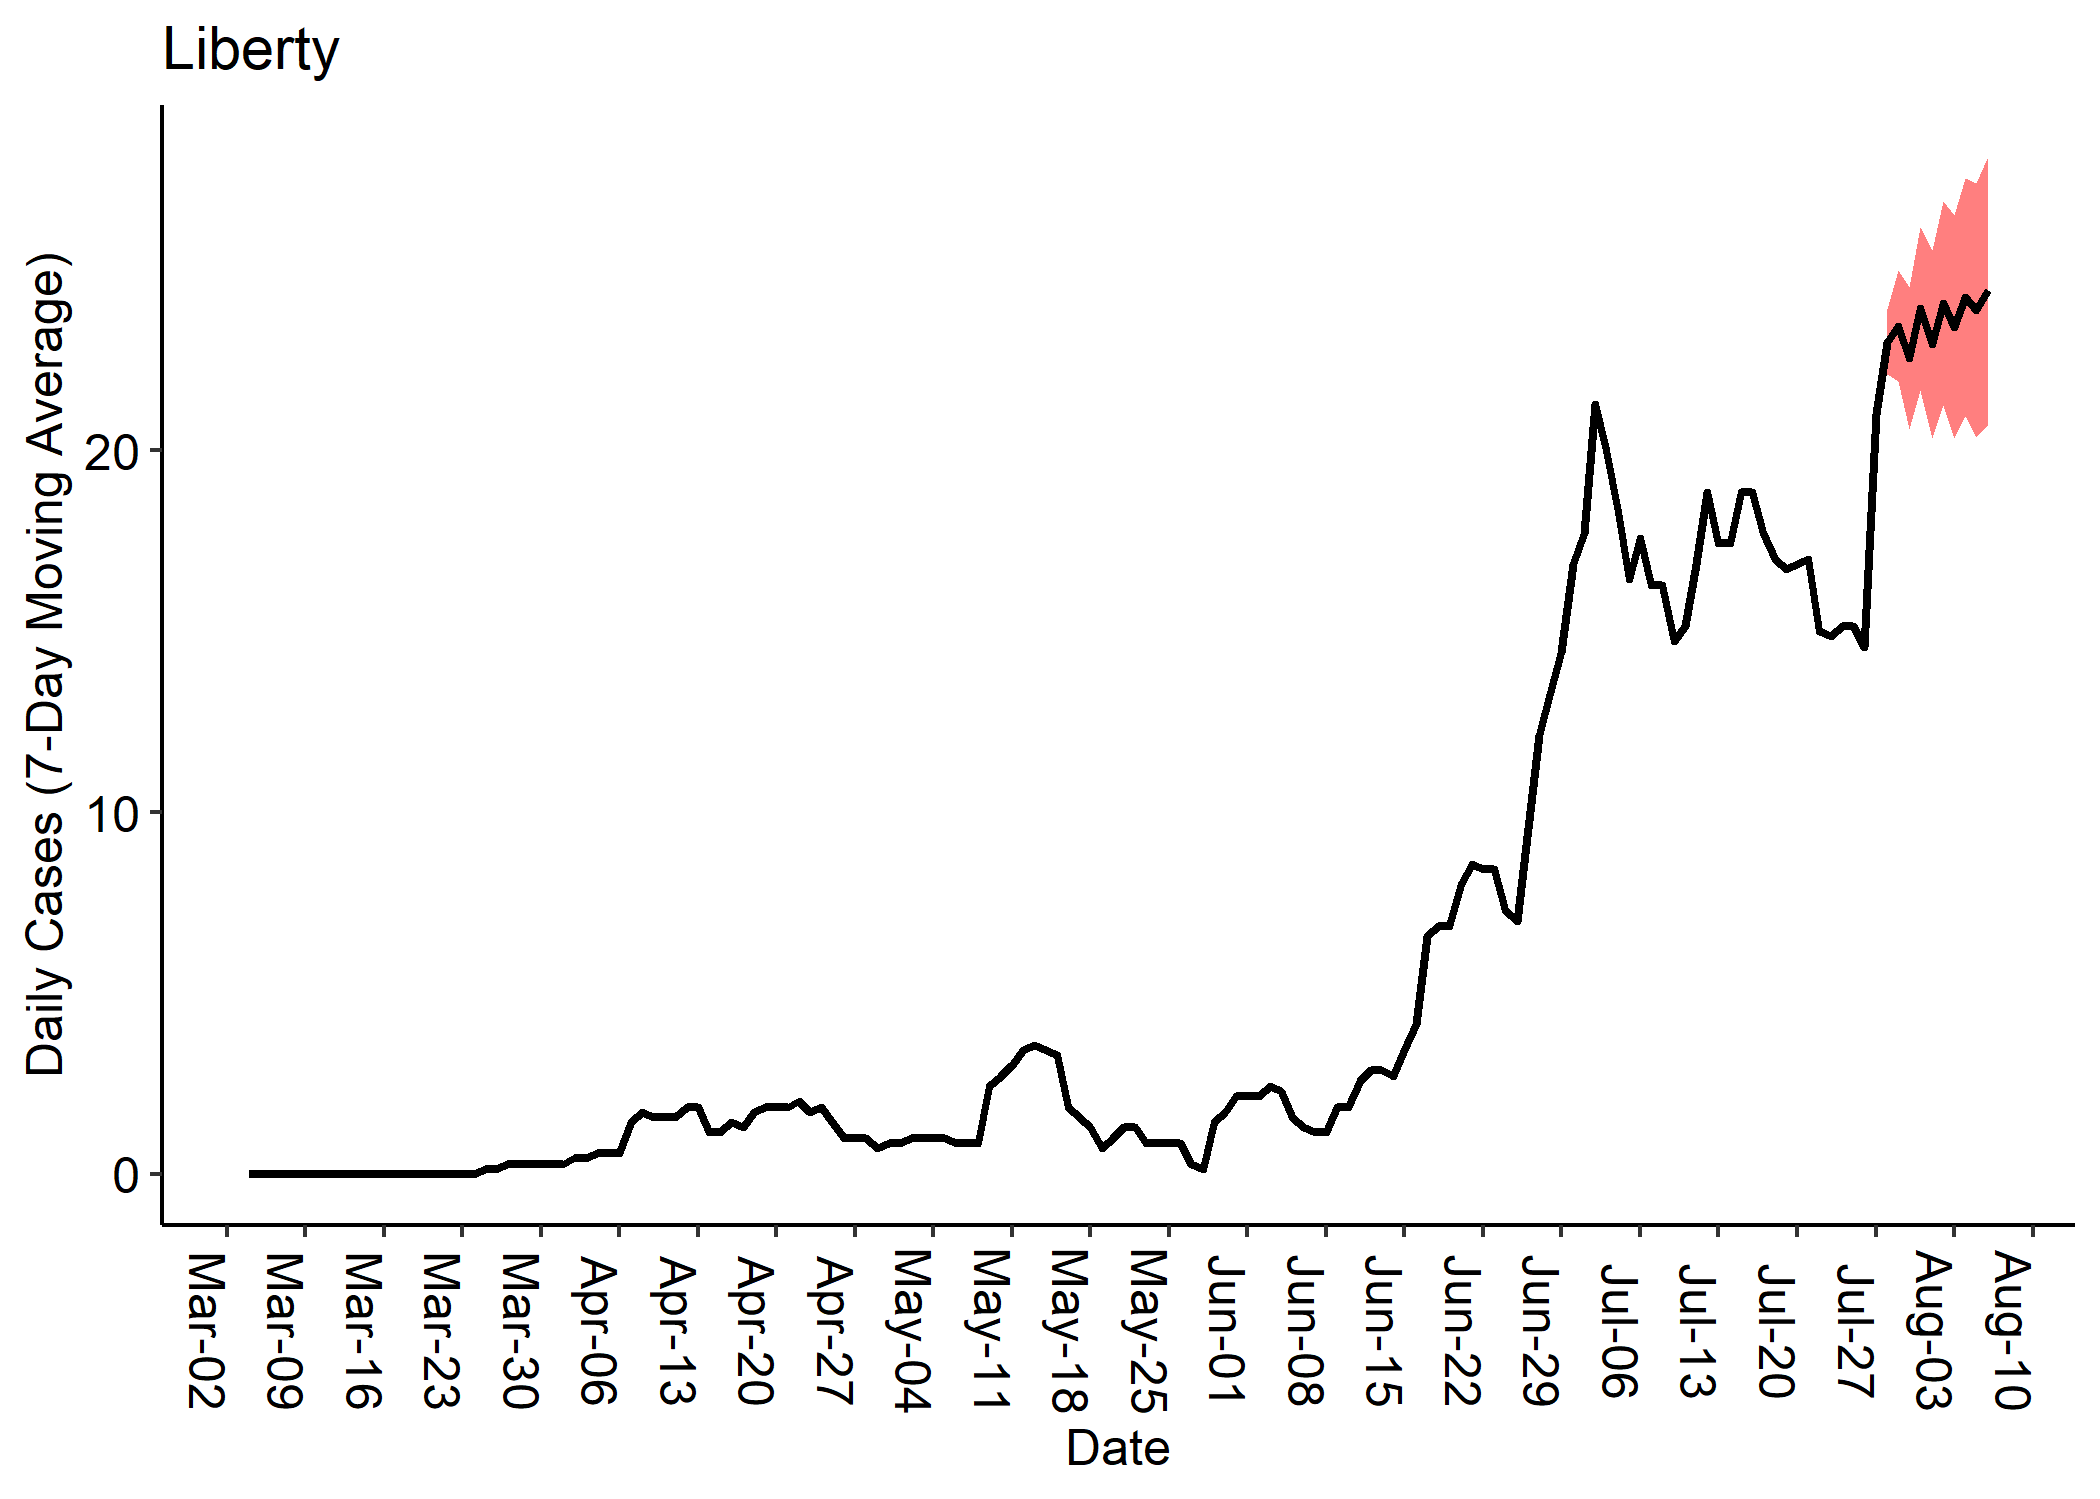 Liberty
Daily Cases (7-Day Moving Average)
20
10
0
Mar-02
Mar-09
Mar-16
Mar-23
Mar-30
Apr-06
Apr-13
Apr-20
Apr-27
May-04
May-11
May-18
May-25
Jun-01
Jun-08
Jun-15
Jun-22
Jun-29
Jul-06
Jul-13
Jul-20
Jul-27
Aug-03
Aug-10
Date